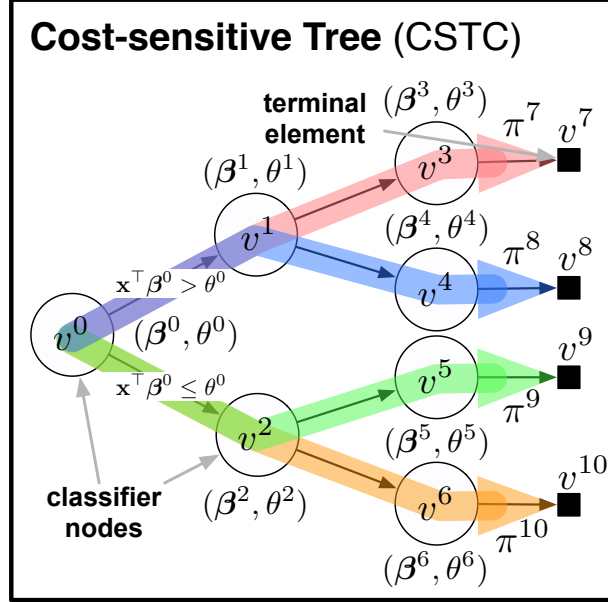 Cost-sensitive Tree (CSTC)
terminal
element
(β³, θ³)
π⁷
v⁷
(β¹, θ¹)
v³
v¹
(β⁴, θ⁴)
π⁸
v⁸
x⊤β⁰ > θ⁰
v⁴
v⁰
(β⁰, θ⁰)
v⁹
x⊤β⁰ ≤ θ⁰
v⁵
π⁹
v²
(β⁵, θ⁵)
v¹⁰
classifier
nodes
(β², θ²)
v⁶
π¹⁰
(β⁶, θ⁶)